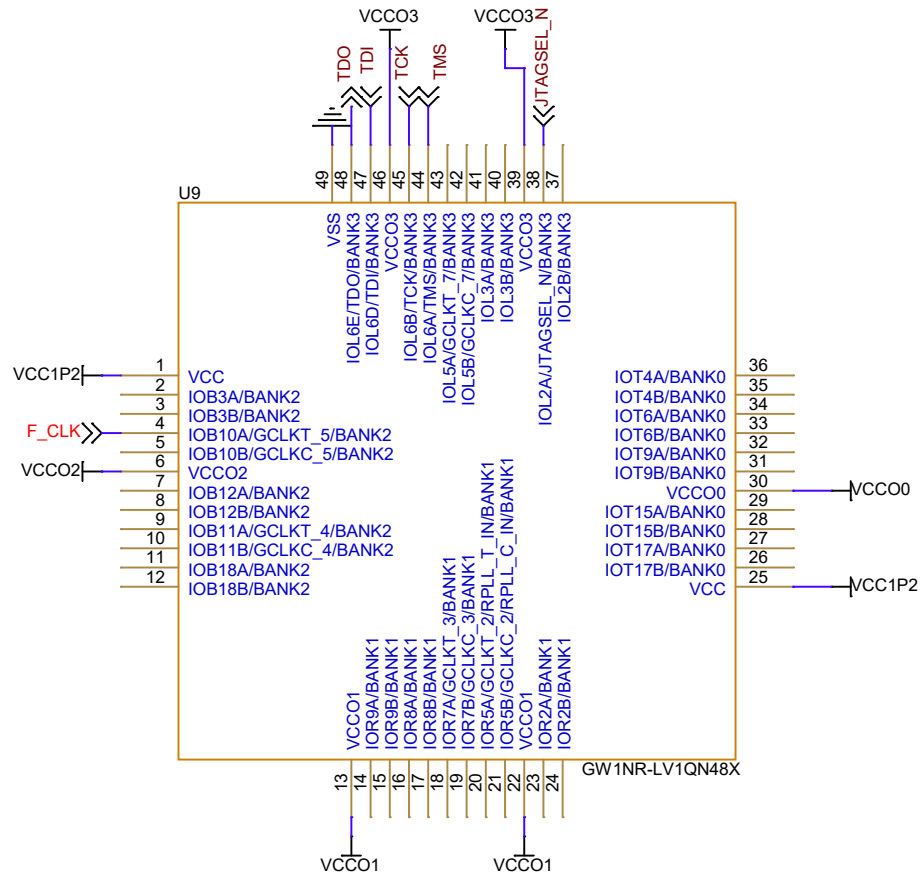 VCCO3
VCCO3
TDO
TDI
TCK
TMS
JTAGSEL_N
49
48
47
46
45
44
43
42
41
40
39
38
37
U9
VSS
IOL6E/TDO/BANK3
IOL6D/TDI/BANK3
VCCO3
IOL6B/TCK/BANK3
IOL6A/TMS/BANK3
IOL5A/GCLKT_7/BANK3
IOL5B/GCLKC_7/BANK3
IOL3A/BANK3
IOL3B/BANK3
VCCO3
IOL2A/JTAGSEL_N/BANK3
IOL2B/BANK3
VCC1P2
1 VCC
2 IOB3A/BANK2
3 IOB3B/BANK2
F_CLK
4 IOB10A/GCLKT_5/BANK2
5 IOB10B/GCLKC_5/BANK2
VCCO2
6 VCCO2
7 IOB12A/BANK2
8 IOB12B/BANK2
9 IOB11A/GCLKT_4/BANK2
10 IOB11B/GCLKC_4/BANK2
11 IOB18A/BANK2
12 IOB18B/BANK2
IOT4A/BANK0 36
IOT4B/BANK0 35
IOT6A/BANK0 34
IOT6B/BANK0 33
IOT9A/BANK0 32
IOT9B/BANK0 31
VCCO0 30
VCCO0
IOT15A/BANK0 29
IOT15B/BANK0 28
IOT17A/BANK0 27
IOT17B/BANK0 26
VCC 25
VCC1P2
VCCO1
IOR9A/BANK1
IOR9B/BANK1
IOR8A/BANK1
IOR8B/BANK1
IOR7A/GCLKT_3/BANK1
IOR7B/GCLKC_3/BANK1
IOR5A/GCLKT_2/RPLL_T_IN/BANK1
IOR5B/GCLKC_2/RPLL_C_IN/BANK1
VCCO1
IOR2A/BANK1
IOR2B/BANK1
GW1NR-LV1QN48X
13
14
15
16
17
18
19
20
21
22
23
24
VCCO1
VCCO1